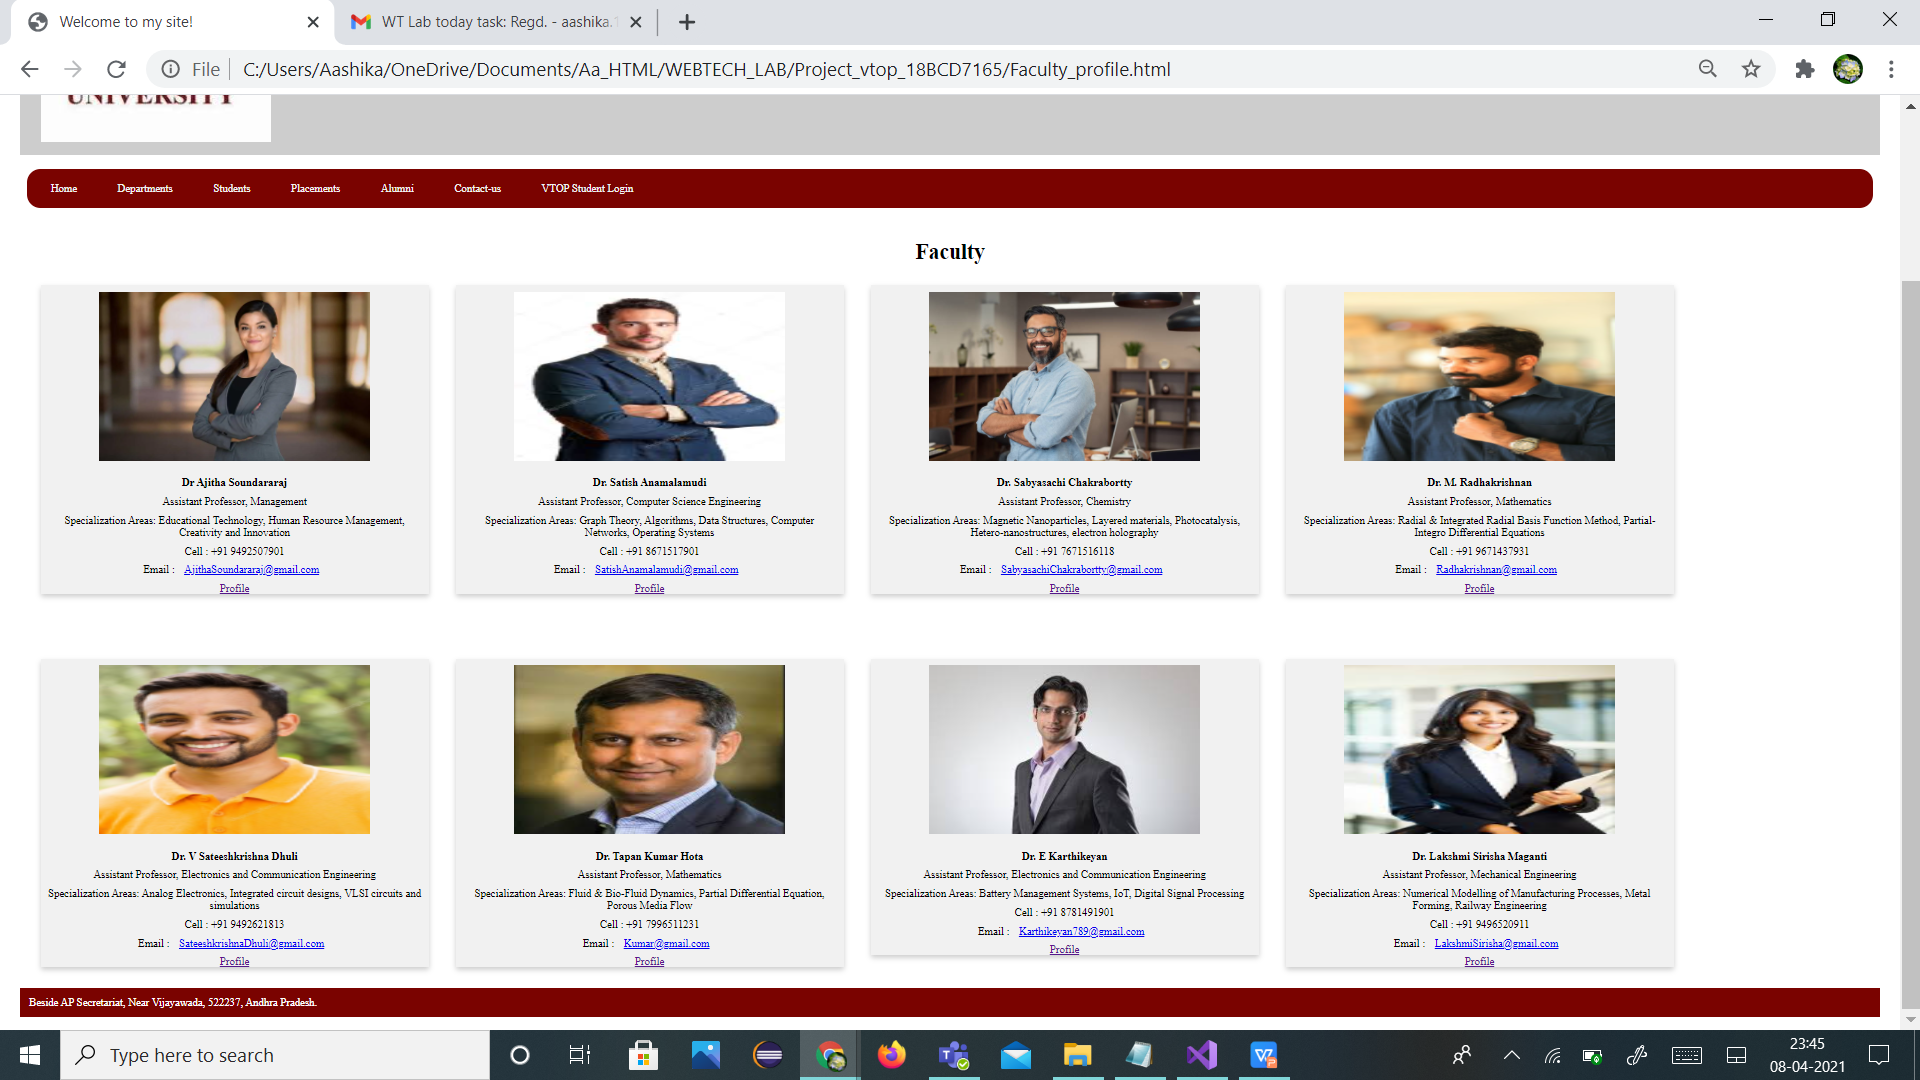 Welcome to my site!
WT Lab today task: Regd. - aashika.
File
C:/Users/Aashika/OneDrive/Documents/Aa_HTML/WEBTECH_LAB/Project_vtop_18BCD7165/Faculty_profile.html
UNIVERSITY
Home Departments Students Placements Alumni Contact-us VTOP Student Login
Faculty
Dr Ajitha Soundararaj
Assistant Professor, Management
Specialization Areas: Educational Technology, Human Resource Management,
Creativity and Innovation
Cell : +91 9492507901
Email : AjithaSoundararaj@gmail.com
Profile
Dr. Satish Anamalamudi
Assistant Professor, Computer Science Engineering
Specialization Areas: Graph Theory, Algorithms, Data Structures, Computer
Networks, Operating Systems
Cell : +91 8671517901
Email : SatishAnamalamudi@gmail.com
Profile
Dr. Sabyasachi Chakrabortty
Assistant Professor, Chemistry
Specialization Areas: Magnetic Nanoparticles, Layered materials, Photocatalysis,
Hetero-nanostructures, electron holography
Cell : +91 7671516118
Email : SabyasachiChakrabortty@gmail.com
Profile
Dr. M. Radhakrishnan
Assistant Professor, Mathematics
Specialization Areas: Radial & Integrated Radial Basis Function Method, Partial-
Integro Differential Equations
Cell : +91 9671437931
Email : Radhakrishnan@gmail.com
Profile
Dr. V Sateeshkrishna Dhuli
Assistant Professor, Electronics and Communication Engineering
Specialization Areas: Analog Electronics, Integrated circuit designs, VLSI circuits and
simulations
Cell : +91 9492621813
Email : SateeshkrishnaDhuli@gmail.com
Profile
Dr. Tapan Kumar Hota
Assistant Professor, Mathematics
Specialization Areas: Fluid & Bio-Fluid Dynamics, Partial Differential Equation,
Porous Media Flow
Cell : +91 7996511231
Email : Kumar@gmail.com
Profile
Dr. E Karthikeyan
Assistant Professor, Electronics and Communication Engineering
Specialization Areas: Battery Management Systems, IoT, Digital Signal Processing
Cell : +91 8781491901
Email : Karthikeyan789@gmail.com
Profile
Dr. Lakshmi Sirisha Maganti
Assistant Professor, Mechanical Engineering
Specialization Areas: Numerical Modelling of Manufacturing Processes, Metal
Forming, Railway Engineering
Cell : +91 9496520911
Email : LakshmiSirisha@gmail.com
Profile
Beside AP Secretariat, Near Vijayawada, 522237, Andhra Pradesh.
Type here to search
23:45
08-04-2021